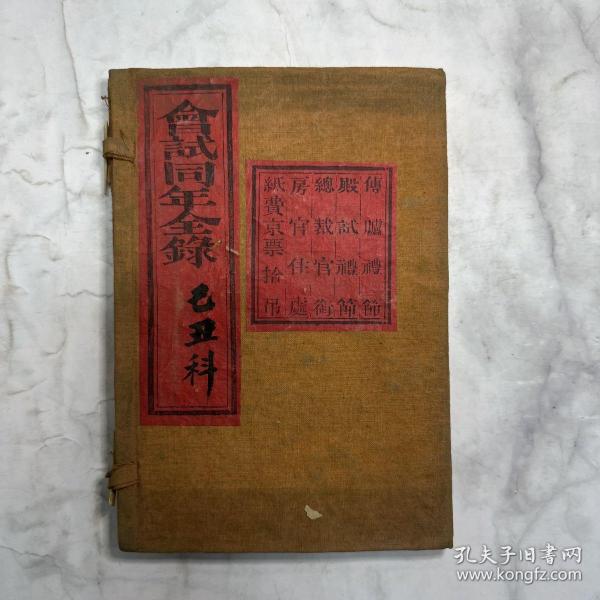 會試同年全錄
己丑科
傳臚禮節
殿試禮節
總裁官銜
房官住處
紙費京票拾吊
孔夫子旧书网
www.kongfz.com